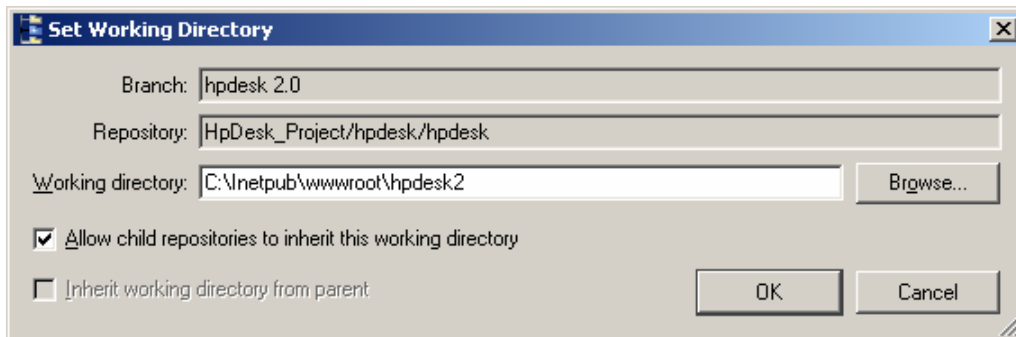 Set Working Directory
Branch: hpdesk 2.0
Repository: HpDesk_Project/hpdesk/hpdesk
Working directory: C:\Inetpub\wwwroot\hpdesk2 Browse...
Allow child repositories to inherit this working directory
Inherit working directory from parent OK Cancel